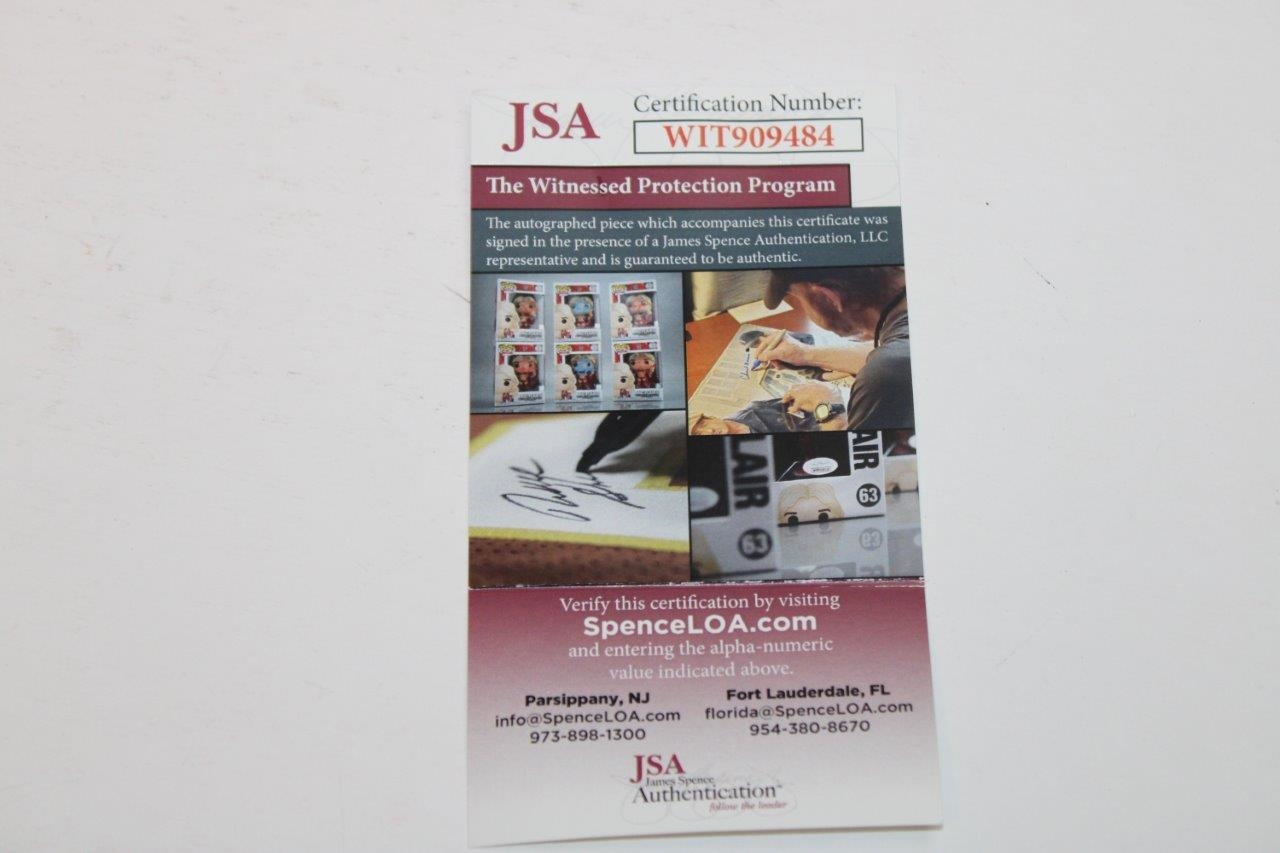 JSA
Certification Number:
WIT909484
The Witnessed Protection Program
The autographed piece which accompanies this certificate was
signed in the presence of a James Spence Authentication, LLC
representative and is guaranteed to be authentic.
LAIR
63
AIR
63
Verify this certification by visiting
SpenceLOA.com
and entering the alpha-numeric
value indicated above.
Parsippany, NJ
info@SpenceLOA.com
973-898-1300
Fort Lauderdale, FL
florida@SpenceLOA.com
954-380-8670
JSA
James Spence
Authentication™
follow the leader